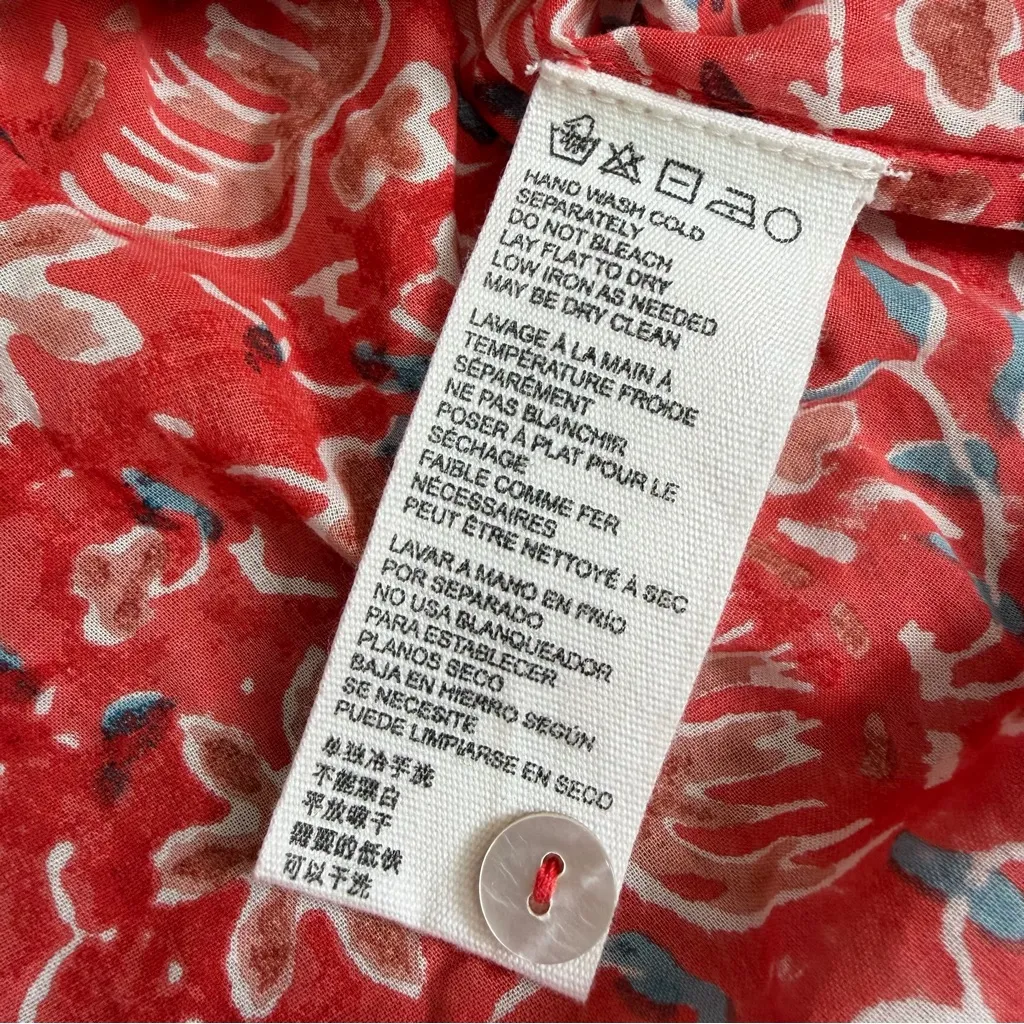 HAND WASH COLD
SEPARATELY
DO NOT BLEACH
LAY FLAT TO DRY
LOW IRON AS NEEDED
MAY BE DRY CLEAN
LAVAGE À LA MAIN À
TEMPÉRATURE FROIDE
SÉPARÉMENT
NE PAS BLANCHIR
POSER À PLAT POUR LE
SÉCHAGE
FAIBLE COMME FER
NÉCESSAIRES
PEUT ÊTRE NETTOYÉ À SEC
LAVAR A MANO EN FRÍO
POR SEPARADO
NO USA BLANQUEADOR
PARA ESTABLECER
PLANOS SECO
BAJA EN HIERRO SEGÚN
SE NECESITE
PUEDE LIMPIARSE EN SECO
单独冷手洗
不能漂白
平放晾干
需要的低铁
可以干洗